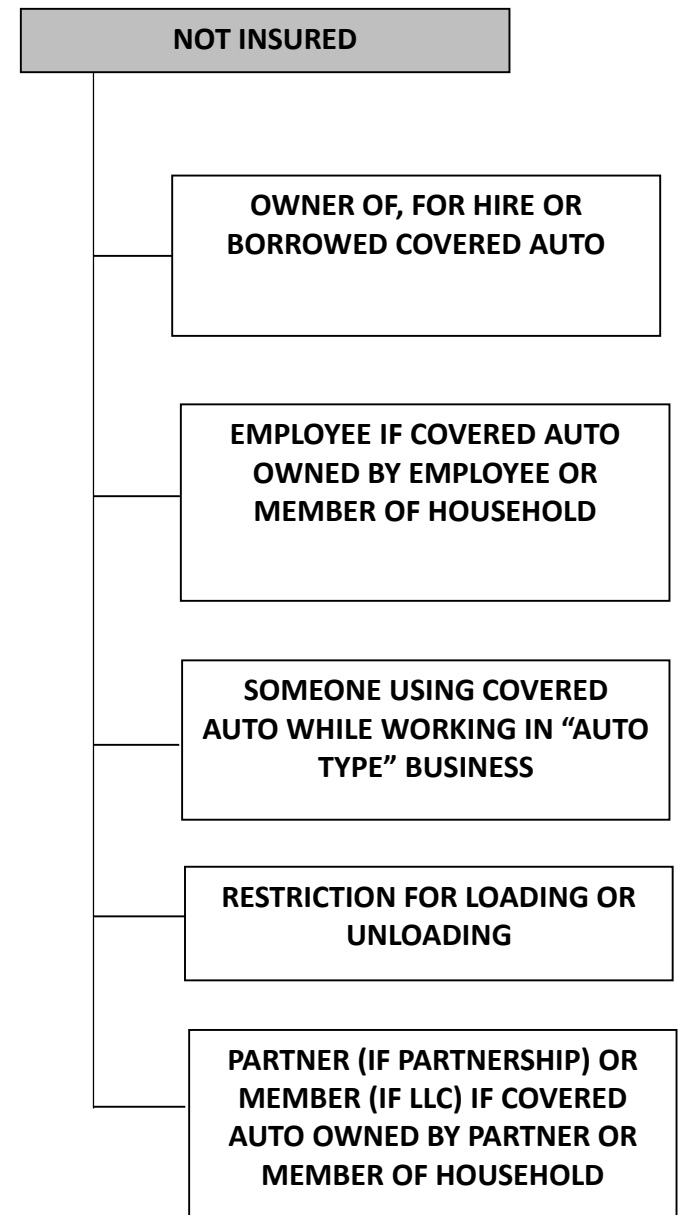 NOT INSURED
OWNER OF, FOR HIRE OR
BORROWED COVERED AUTO
EMPLOYEE IF COVERED AUTO
OWNED BY EMPLOYEE OR
MEMBER OF HOUSEHOLD
SOMEONE USING COVERED
AUTO WHILE WORKING IN “AUTO
TYPE” BUSINESS
RESTRICTION FOR LOADING OR
UNLOADING
PARTNER (IF PARTNERSHIP) OR
MEMBER (IF LLC) IF COVERED
AUTO OWNED BY PARTNER OR
MEMBER OF HOUSEHOLD